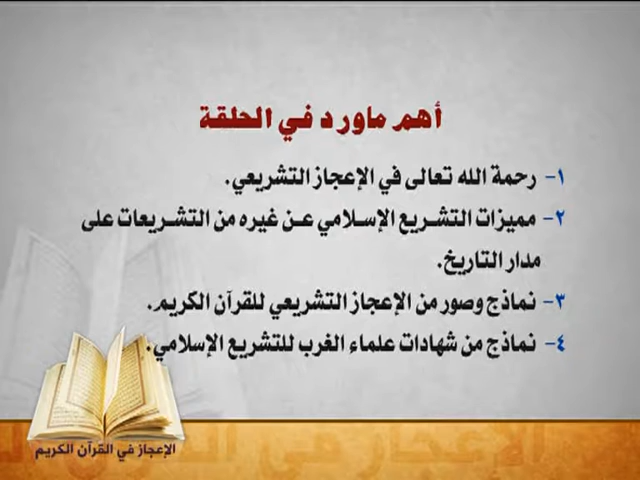 أهم ماورد في الحلقة
١- رحمة الله تعالى في الإعجاز التشريعي.
٢- مميزات التشريع الإسلامي عن غيره من التشريعات على
مدار التاريخ.
٣- نماذج وصور من الإعجاز التشريعي للقرآن الكريم.
٤- نماذج من شهادات علماء الغرب للتشريع الإسلامي.
الإعجاز في القرآن الكريم